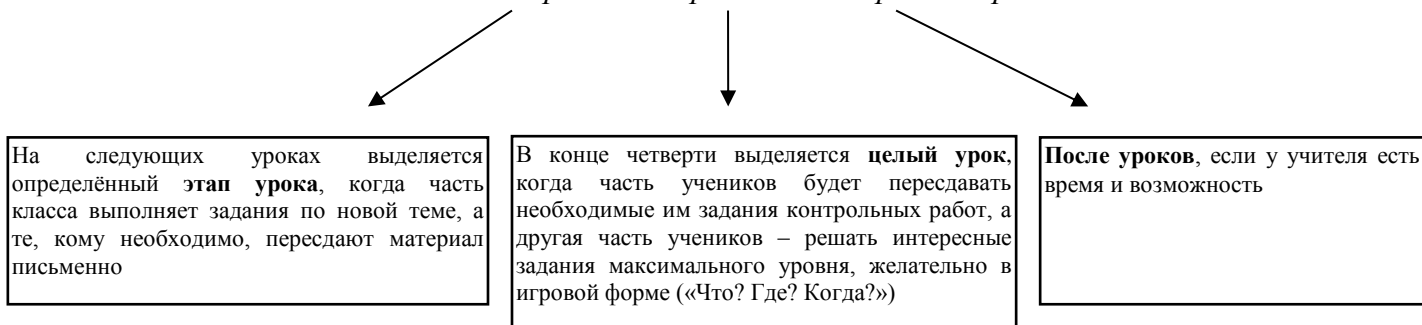 На следующих уроках выделяется
определённый этап урока, когда часть
класса выполняет задания по новой теме, а
те, кому необходимо, пересдают материал
письменно
В конце четверти выделяется целый урок,
когда часть учеников будет пересдавать
необходимые им задания контрольных работ, а
другая часть учеников – решать интересные
задания максимального уровня, желательно в
игровой форме («Что? Где? Когда?»)
После уроков, если у учителя есть
время и возможность